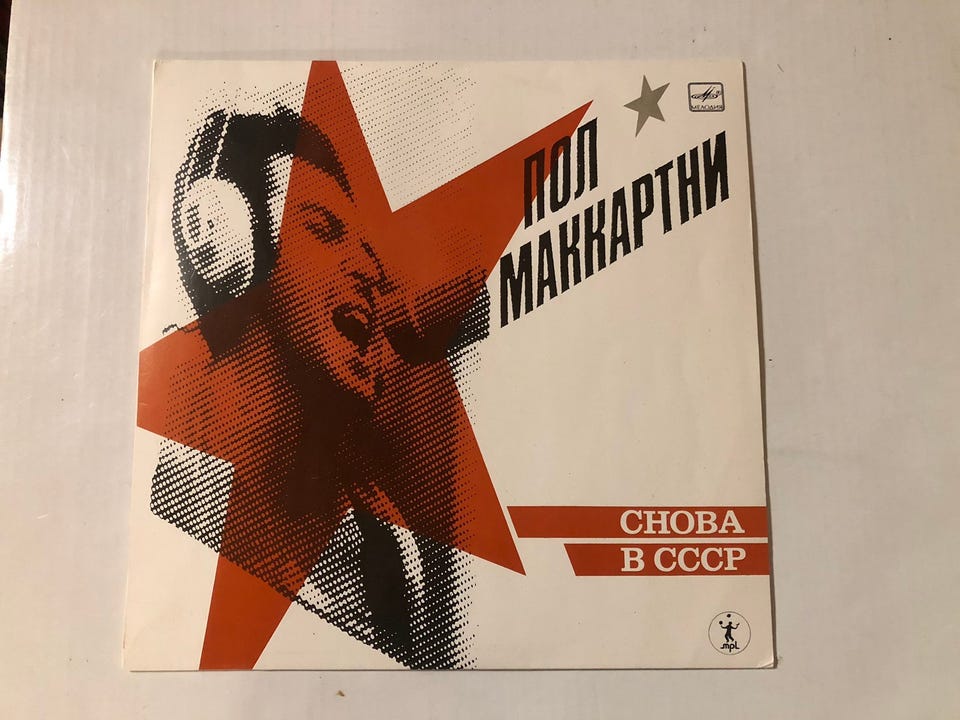 МЕЛОДИЯ
ПОЛ
МАККАРТНИ
СНОВА
В СССР
mpl